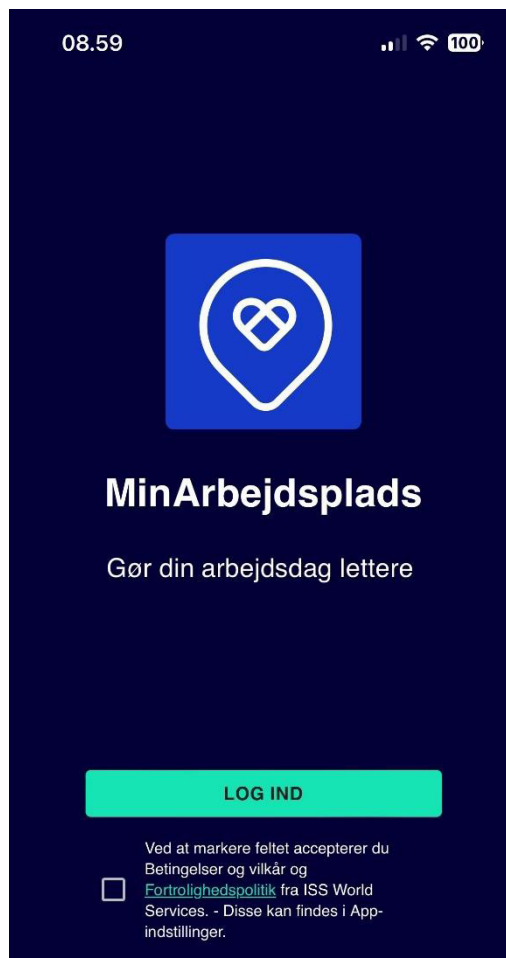 08.59
100
MinArbejdsplads
Gør din arbejdsdag lettere
LOG IND
Ved at markere feltet accepterer du
Betingelser og vilkår og
Fortrolighedspolitik fra ISS World
Services. - Disse kan findes i App-
indstillinger.